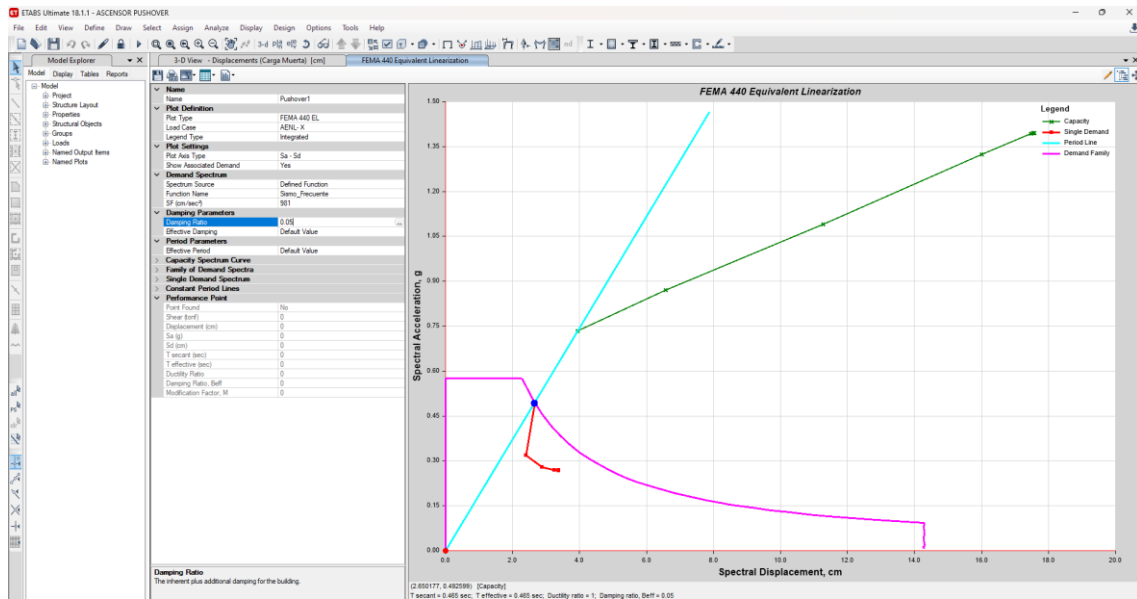 ETABS Ultimate 18.1.1 - ASCENSOR PUSHOVER
File Edit View Define Draw Select Assign Analyze Display Design Options Tools Help
Model Explorer
3-D View - Displacements (Carga Muerta) [cm]
FEMA 440 Equivalent Linearization
Model Display Tables Reports
Model
Project
Structure Layout
Properties
Structural Objects
Groups
Loads
Named Output Items
Named Plots
Name
Name Pushover1
Plot Definition
Plot Type FEMA 440 EL
Load Case AENL- X
Legend Type Integrated
Plot Settings
Plot Axis Type Sa - Sd
Show Associated Demand Yes
Demand Spectrum
Spectrum Source Defined Function
Function Name Sismo_Frecuente
SF (cm/sec²) 981
Damping Parameters
Damping Ratio 0.05
Effective Damping Default Value
Period Parameters
Effective Period Default Value
Capacity Spectrum Curve
Family of Demand Spectra
Single Demand Spectrum
Constant Period Lines
Performance Point
Point Found No
Shear (tonf) 0
Displacement (cm) 0
Sa (g) 0
Sd (cm) 0
T secant (sec) 0
T effective (sec) 0
Ductility Ratio 0
Damping Ratio, Beff 0
Modification Factor, M 0
Damping Ratio
The inherent plus additional damping for the building.
FEMA 440 Equivalent Linearization
Legend
Capacity
Single Demand
Period Line
Demand Family
Spectral Acceleration, g
1.50
1.35
1.20
1.05
0.90
0.75
0.60
0.45
0.30
0.15
0.00
0.0 2.0 4.0 6.0 8.0 10.0 12.0 14.0 16.0 18.0 20.0
Spectral Displacement, cm
(2.650177, 0.492599) [Capacity]
T secant = 0.465 sec; T effective = 0.465 sec; Ductility ratio = 1; Damping ratio, Beff = 0.05